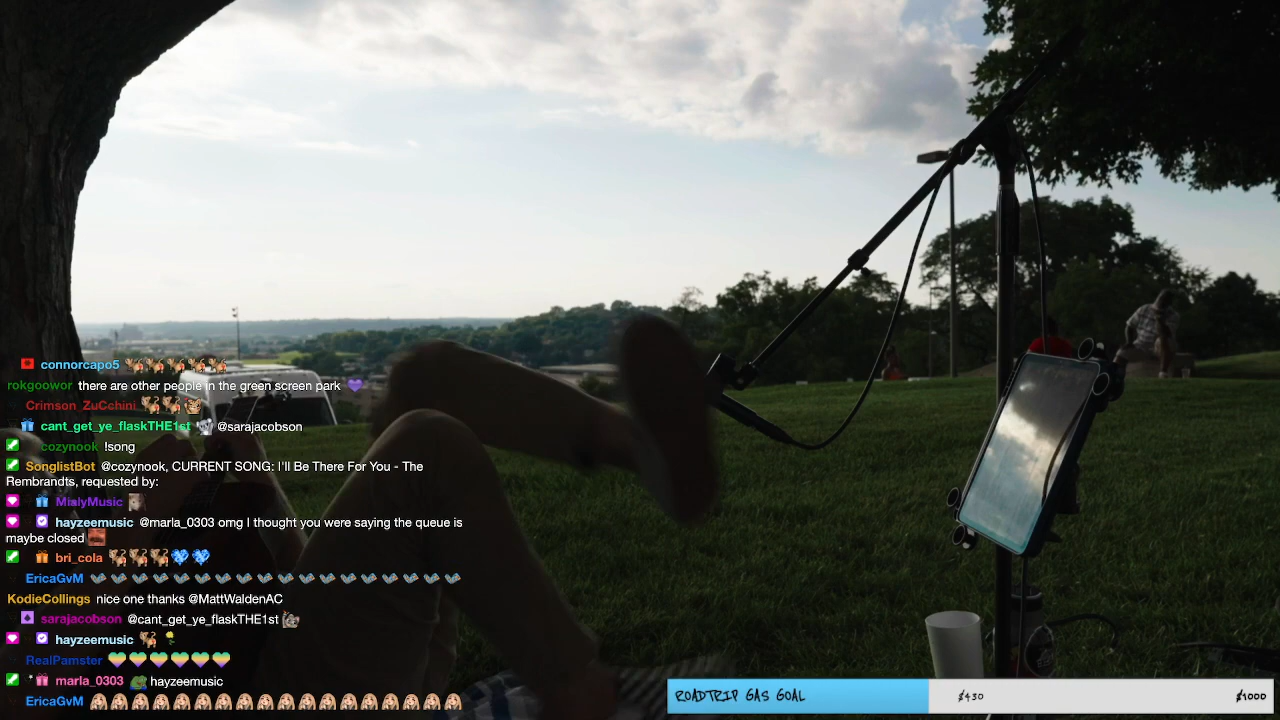 connorcapo5
rokgoowor there are other people in the green screen park
Crimson_ZuCchini
cant_get_ye_flaskTHE1st @sarajacobson
cozynook !song
SonglistBot @cozynook, CURRENT SONG: I'll Be There For You - The
Rembrandts, requested by:
MislyMusic
hayzeemusic @marla_0303 omg I thought you were saying the queue is
maybe closed
bri_cola
EricaGvM
KodieCollings nice one thanks @MattWaldenAC
sarajacobson @cant_get_ye_flaskTHE1st
hayzeemusic
RealPamster
marla_0303 hayzeemusic
EricaGvM
ROADTRIP GAS GOAL $430 $1000